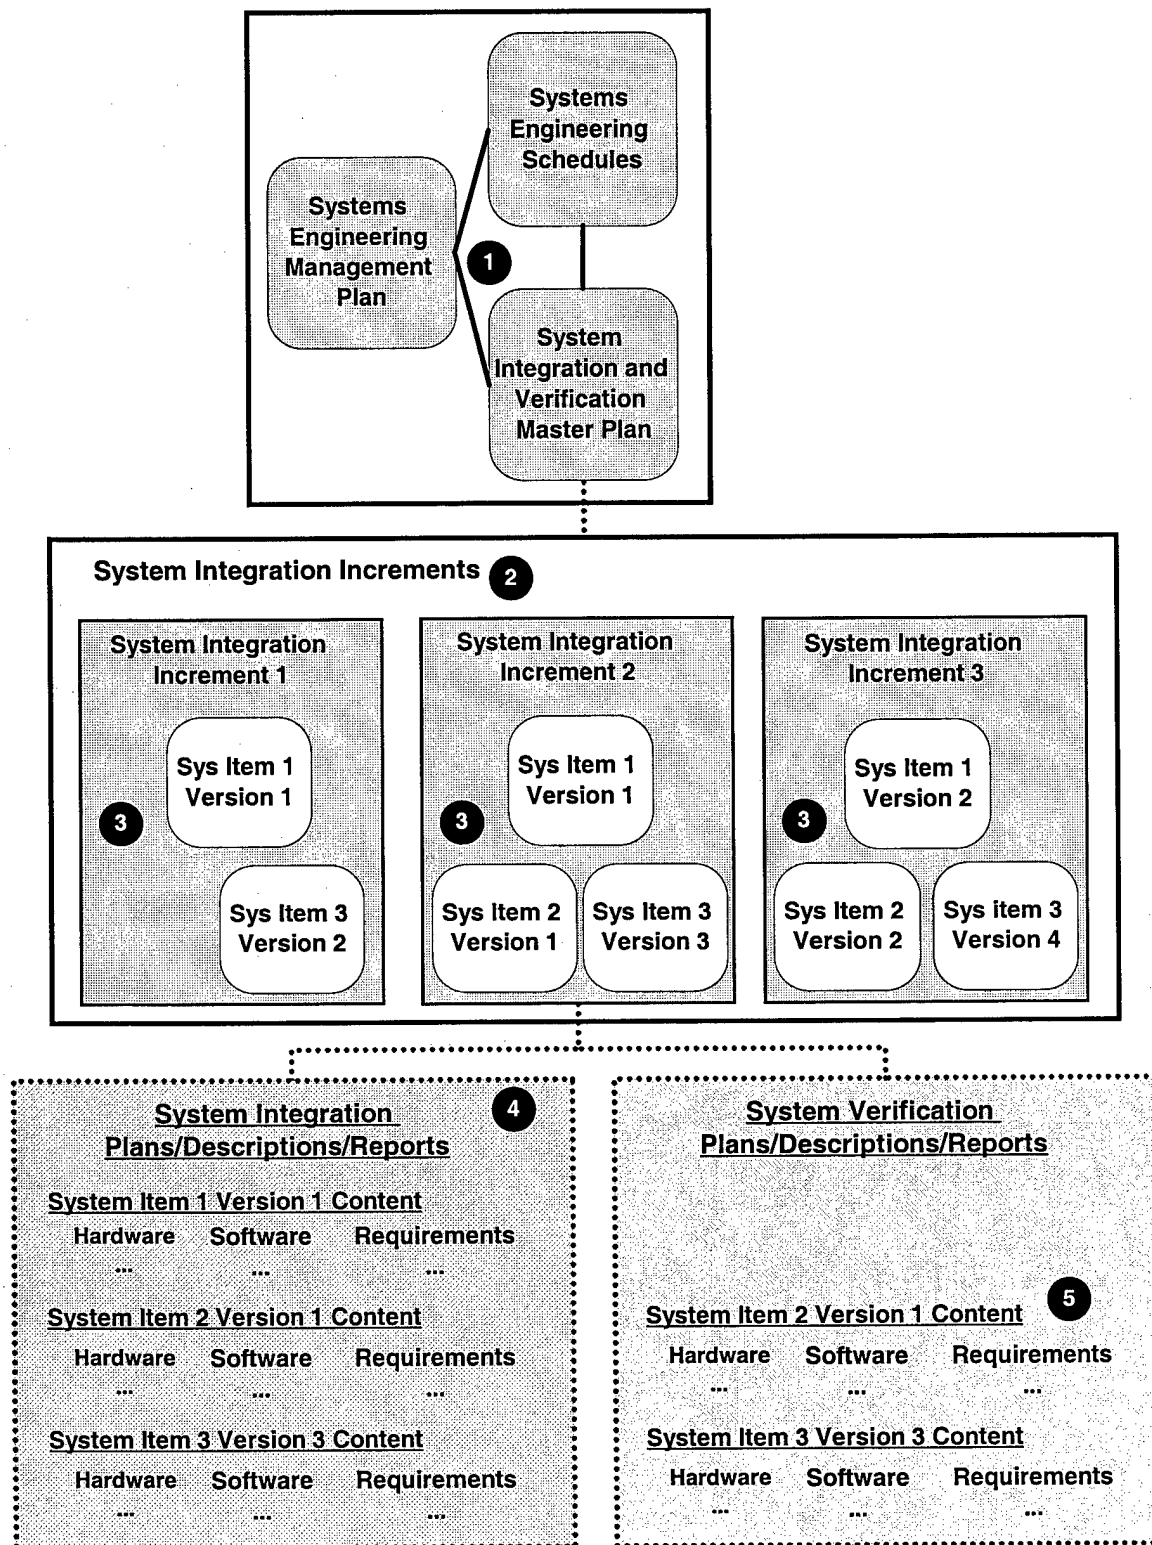 Systems
Engineering
Schedules
Systems
Engineering
Management
Plan
1
System
Integration and
Verification
Master Plan
System Integration Increments 2
System Integration
Increment 1
Sys Item 1
Version 1
3
Sys Item 3
Version 2
System Integration
Increment 2
Sys Item 1
Version 1
3
Sys Item 2
Version 1
Sys Item 3
Version 3
System Integration
Increment 3
Sys Item 1
Version 2
3
Sys Item 2
Version 2
Sys item 3
Version 4
System Integration 4
Plans/Descriptions/Reports
System Item 1 Version 1 Content
Hardware Software Requirements
... ... ...
System Item 2 Version 1 Content
Hardware Software Requirements
... ... ...
System Item 3 Version 3 Content
Hardware Software Requirements
... ... ...
System Verification
Plans/Descriptions/Reports
System Item 2 Version 1 Content 5
Hardware Software Requirements
... ... ...
System Item 3 Version 3 Content
Hardware Software Requirements
... ... ...